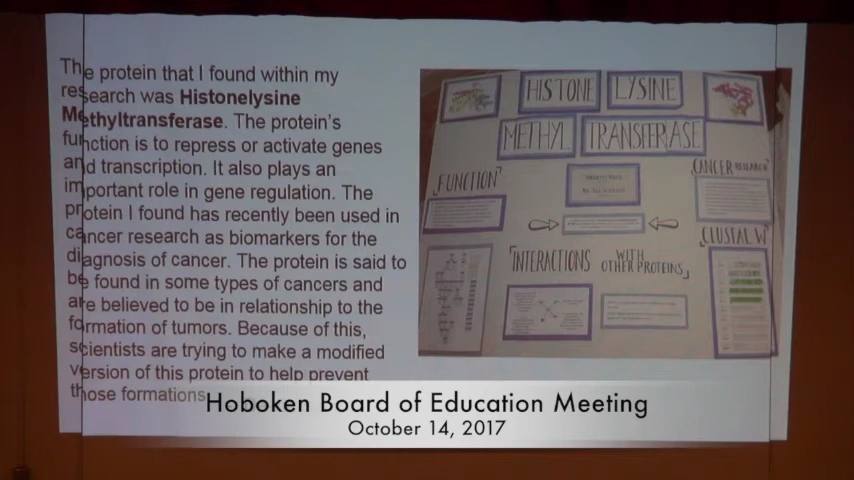 The protein that I found within my
research was Histonelysine
Methyltransferase. The protein's
function is to repress or activate genes
and transcription. It also plays an
important role in gene regulation. The
protein I found has recently been used in
cancer research as biomarkers for the
diagnosis of cancer. The protein is said to
be found in some types of cancers and
are believed to be in relationship to the
formation of tumors. Because of this,
scientists are trying to make a modified
version of this protein to help prevent
those formations
HISTONE LYSINE
METHYL TRANSFERASE
FUNCTION
CANCER RESEARCH
CLUSTAL W
INTERACTIONS WITH
OTHER PROTEINS
Hoboken Board of Education Meeting
October 14, 2017